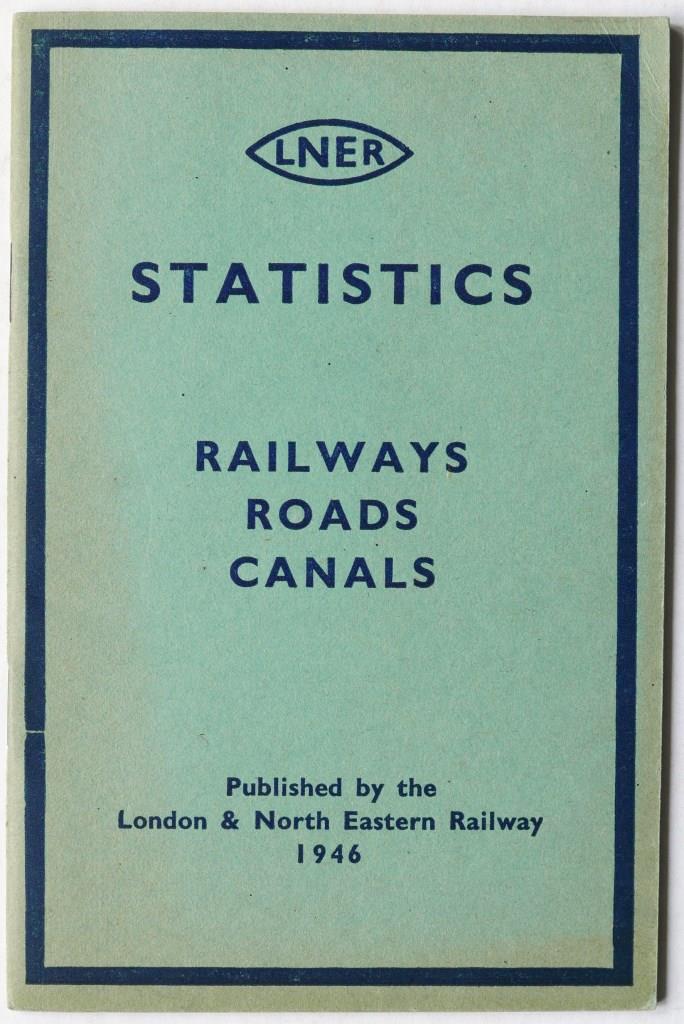 LNER
STATISTICS
RAILWAYS
ROADS
CANALS
Published by the
London & North Eastern Railway
1946